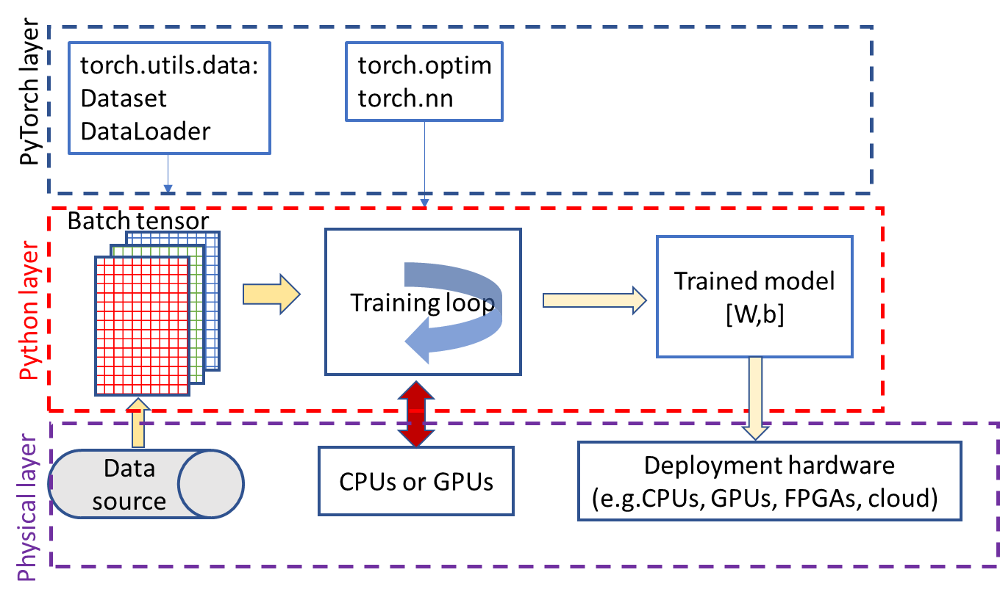 PyTorch layer
torch.utils.data:
Dataset
DataLoader
torch.optim
torch.nn
Python layer
Batch tensor
Training loop
Trained model
[W,b]
Physical layer
Data
source
CPUs or GPUs
Deployment hardware
(e.g.CPUs, GPUs, FPGAs, cloud)